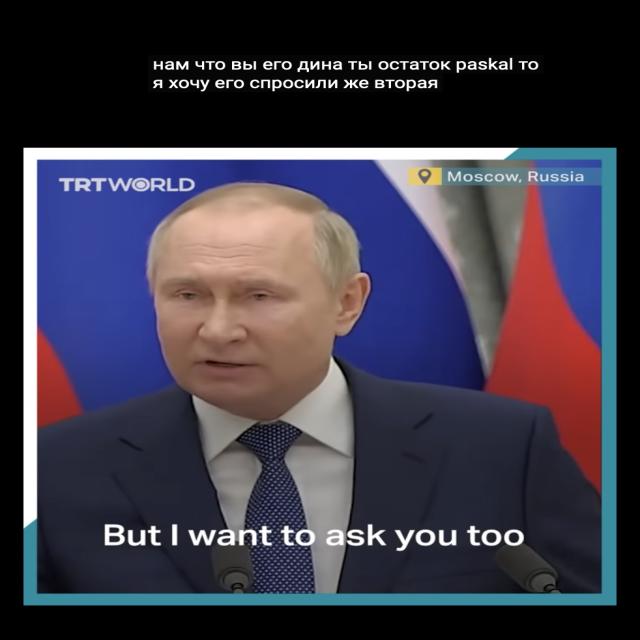 нам что вы его дина ты остаток paskal то
я хочу его спросили же вторая
TRTWORLD
Moscow, Russia
But I want to ask you too